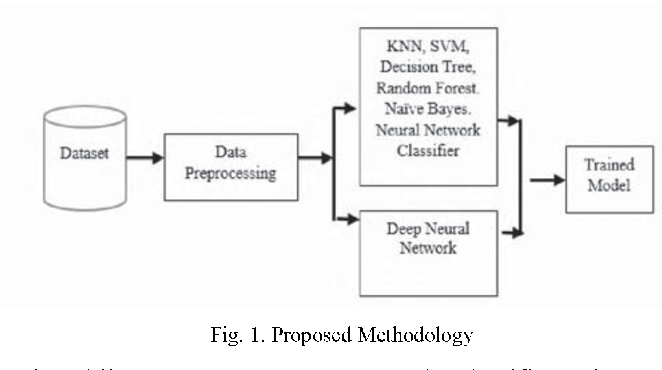 KNN, SVM,
Decision Tree,
Random Forest.
Naïve Bayes.
Neural Network
Classifier
Dataset
Data
Preprocessing
Trained
Model
Deep Neural
Network
Fig. 1. Proposed Methodology